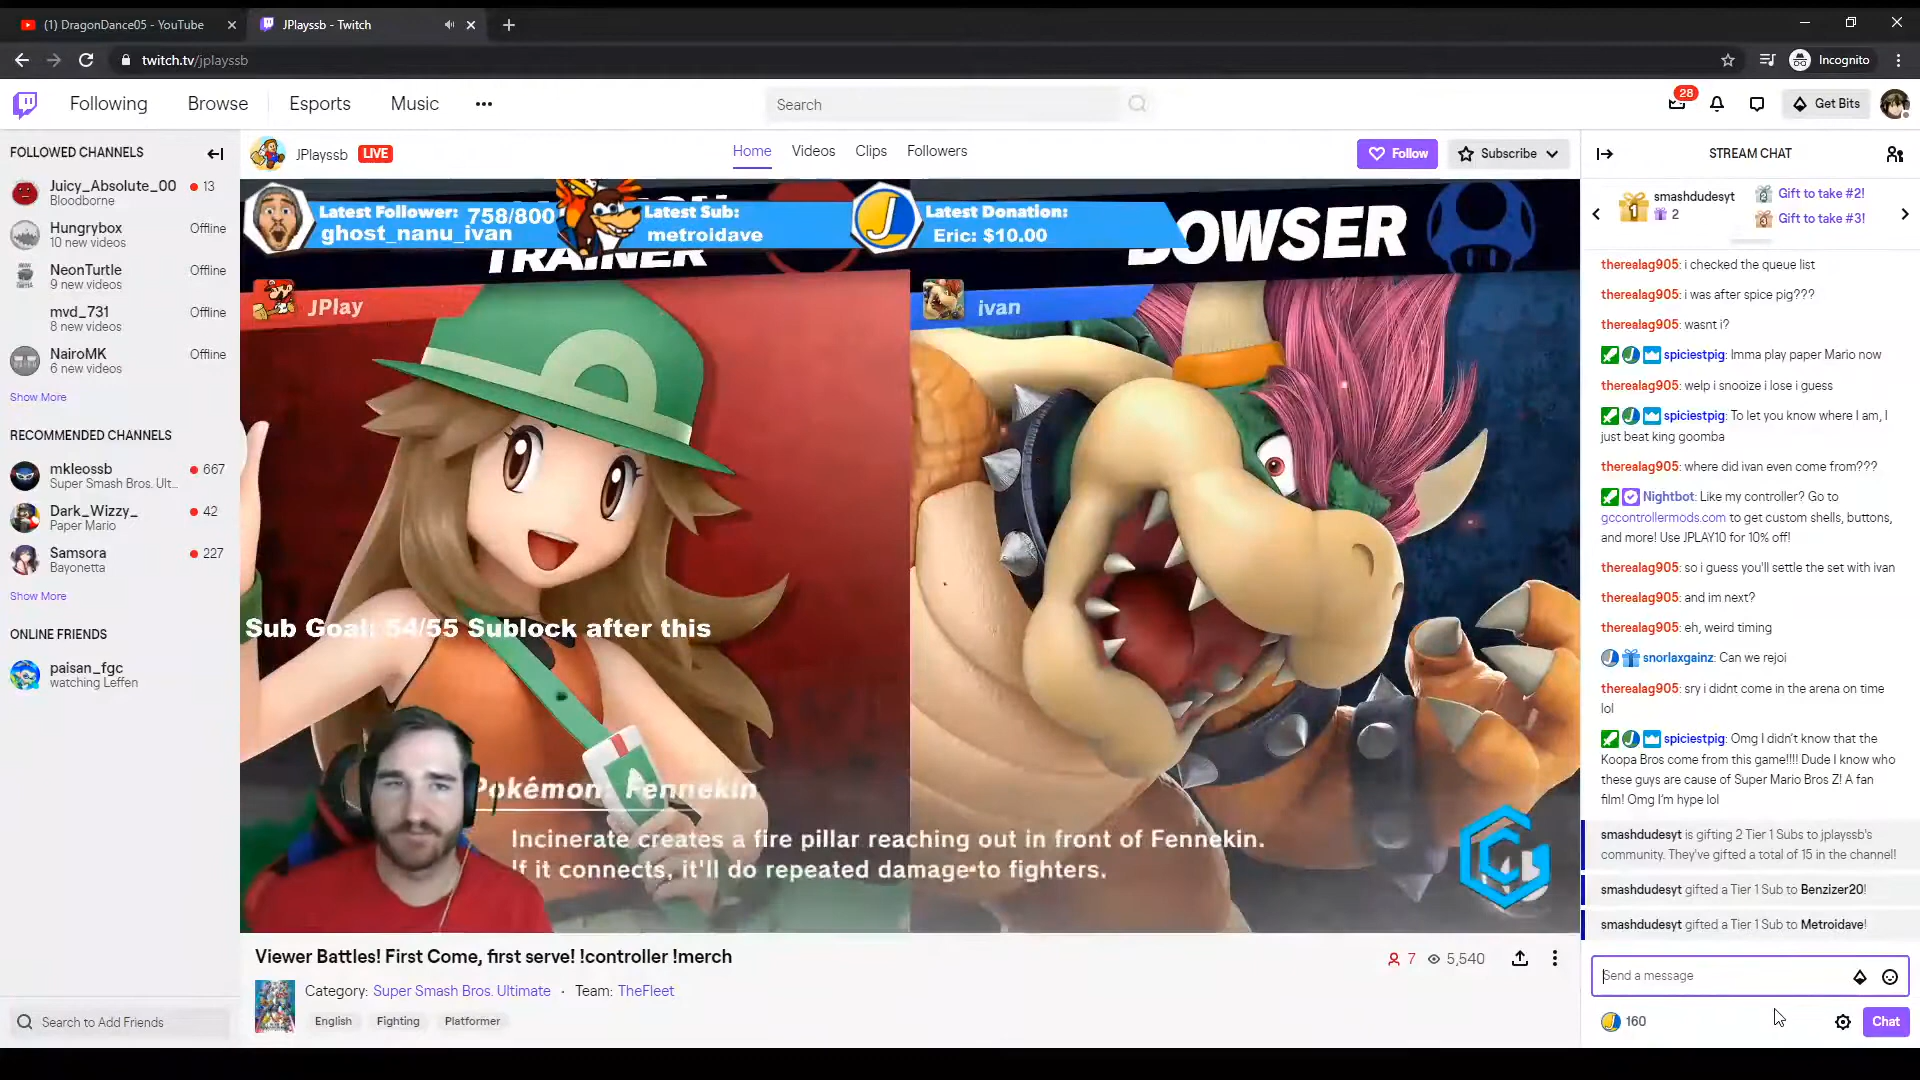 (1) DragonDance05 - YouTube
JPlayssb - Twitch
twitch.tv/jplayssb
Incognito
Following
Browse
Esports
Music
Search
28
Get Bits
FOLLOWED CHANNELS
Juicy_Absolute_00
13
Bloodborne
Hungrybox
Offline
10 new videos
NeonTurtle
Offline
9 new videos
mvd_731
Offline
8 new videos
NairoMK
Offline
6 new videos
Show More
RECOMMENDED CHANNELS
mkleossb
667
Super Smash Bros. Ult...
Dark_Wizzy_
42
Paper Mario
Samsora
227
Bayonetta
Show More
ONLINE FRIENDS
paisan_fgc
watching Leffen
Search to Add Friends
JPlayssb
LIVE
Home
Videos
Clips
Followers
Follow
Subscribe
Latest Follower: 758/800
ghost_nanu_ivan
Latest Sub:
metroidave
Latest Donation:
Eric: $10.00
TRAINER
BOWSER
JPlay
ivan
Sub Goal: 54/55 Sublock after this
Pokémon: Fennekin
Incinerate creates a fire pillar reaching out in front of Fennekin.
If it connects, it'll do repeated damage to fighters.
Viewer Battles! First Come, first serve! !controller !merch
7
5,540
Category: Super Smash Bros. Ultimate · Team: TheFleet
English
Fighting
Platformer
STREAM CHAT
1
smashdudesyt
2
2
Gift to take #2!
3
Gift to take #3!
therealag905: i checked the queue list
therealag905: i was after spice pig???
therealag905: wasnt i?
spiciestpig: Imma play paper Mario now
therealag905: welp i snooize i lose i guess
spiciestpig: To let you know where I am, I
just beat king goomba
therealag905: where did ivan even come from???
Nightbot: Like my controller? Go to
gccontrollermods.com to get custom shells, buttons,
and more! Use JPLAY10 for 10% off!
therealag905: so i guess you'll settle the set with ivan
therealag905: and im next?
therealag905: eh, weird timing
snorlaxgainz: Can we rejoi
therealag905: sry i didnt come in the arena on time
lol
spiciestpig: Omg I didn't know that the
Koopa Bros come from this game!!!! Dude I know who
these guys are cause of Super Mario Bros Z! A fan
film! Omg I'm hype lol
smashdudesyt is gifting 2 Tier 1 Subs to jplayssb's
community. They've gifted a total of 15 in the channel!
smashdudesyt gifted a Tier 1 Sub to Benzizer20!
smashdudesyt gifted a Tier 1 Sub to Metroidave!
Send a message
160
Chat